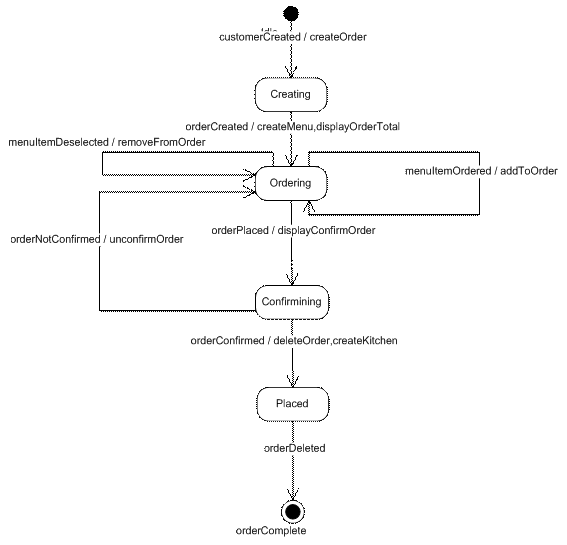 customerCreated / createOrder
Creating
orderCreated / createMenu,displayOrderTotal
menuItemDeselected / removeFromOrder
menuItemOrdered / addToOrder
Ordering
orderPlaced / displayConfirmOrder
orderNotConfirmed / unconfirmOrder
Confirmining
orderConfirmed / deleteOrder,createKitchen
Placed
orderDeleted
orderComplete